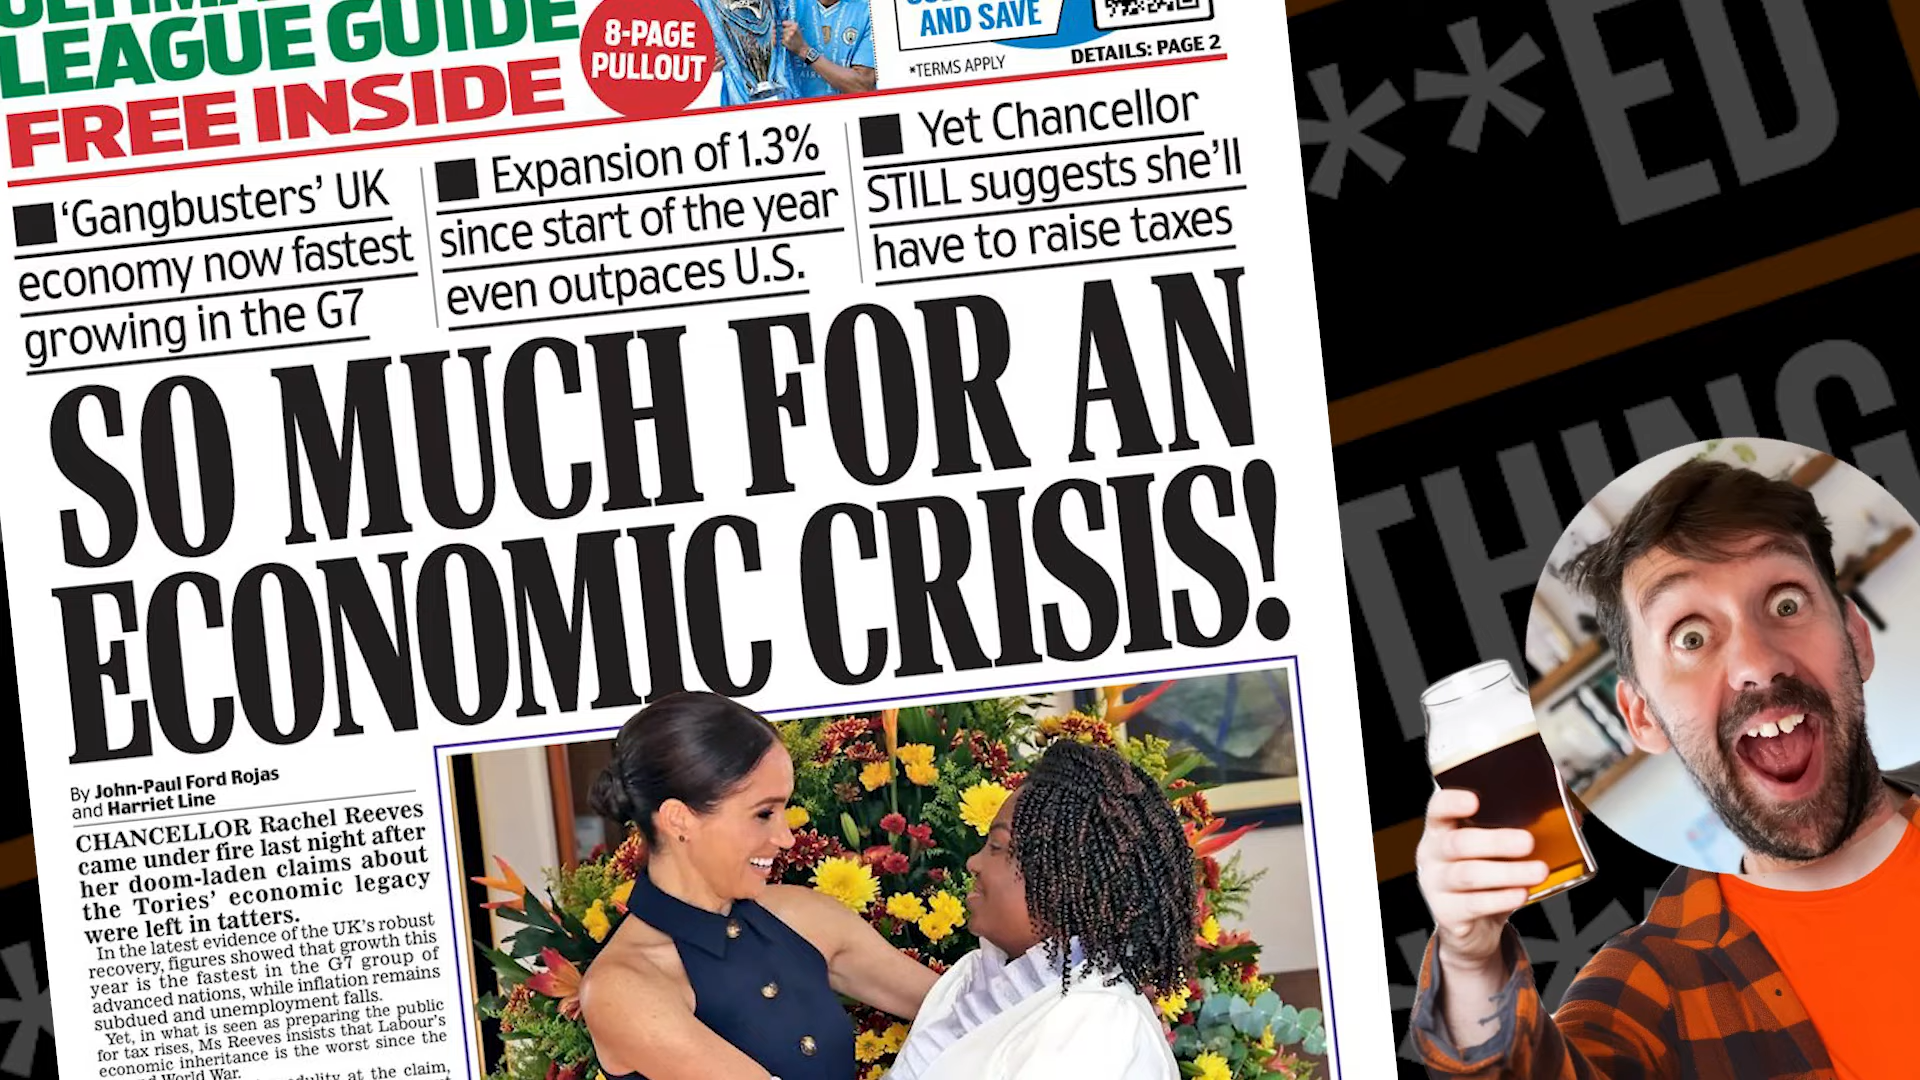 LEAGUE GUIDE
FREE INSIDE
8-PAGE
PULLOUT
AND SAVE
*TERMS APPLY
DETAILS: PAGE 2
'Gangbusters' UK
economy now fastest
growing in the G7
Expansion of 1.3%
since start of the year
even outpaces U.S.
Yet Chancellor
STILL suggests she'll
have to raise taxes
SO MUCH FOR AN
ECONOMIC CRISIS!
By John-Paul Ford Rojas
and Harriet Line
CHANCELLOR Rachel Reeves
came under fire last night after
her doom-laden claims about
the Tories' economic legacy
were left in tatters.
In the latest evidence of the UK's robust
recovery, figures showed that growth this
year is the fastest in the G7 group of
advanced nations, while inflation remains
subdued and unemployment falls.
Yet, in what is seen as preparing the public
for tax rises, Ms Reeves insists that Labour's
economic inheritance is the worst since the
World War.
at the claim,
**ED
THING